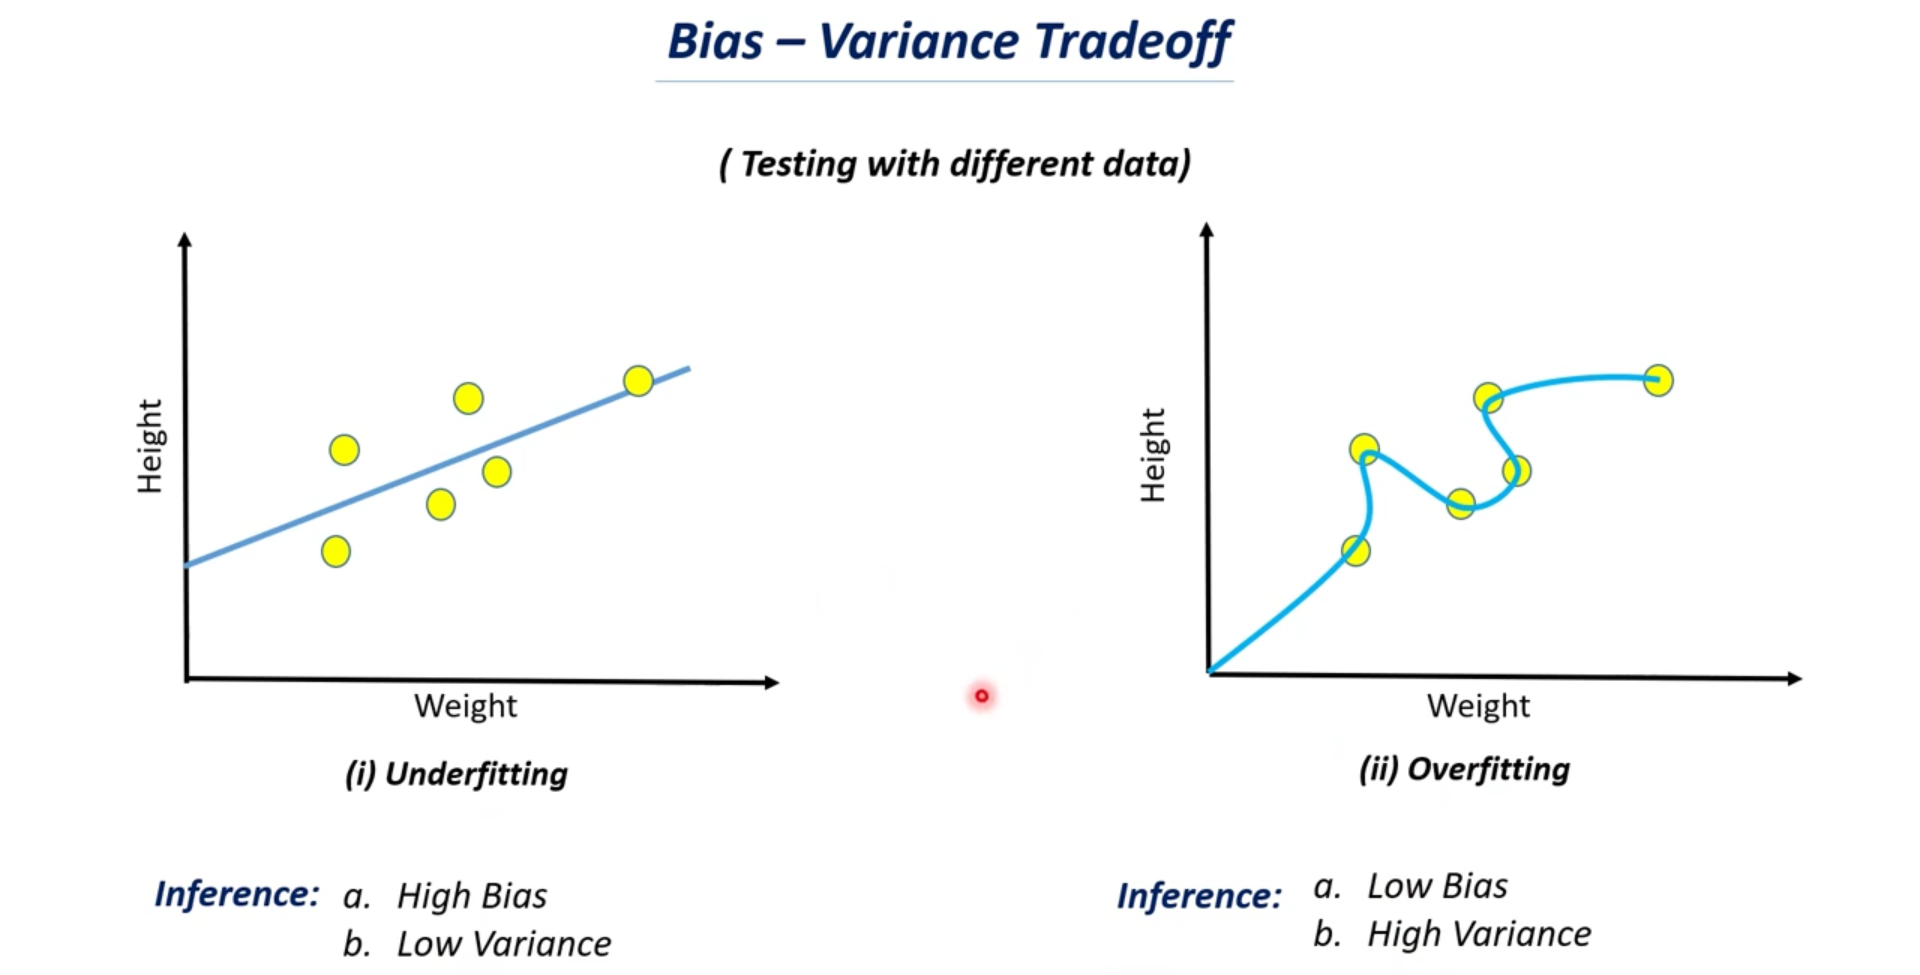 Bias – Variance Tradeoff
( Testing with different data)
Height
Weight
(i) Underfitting
Inference: a. High Bias
b. Low Variance
Height
Weight
(ii) Overfitting
Inference: a. Low Bias
b. High Variance